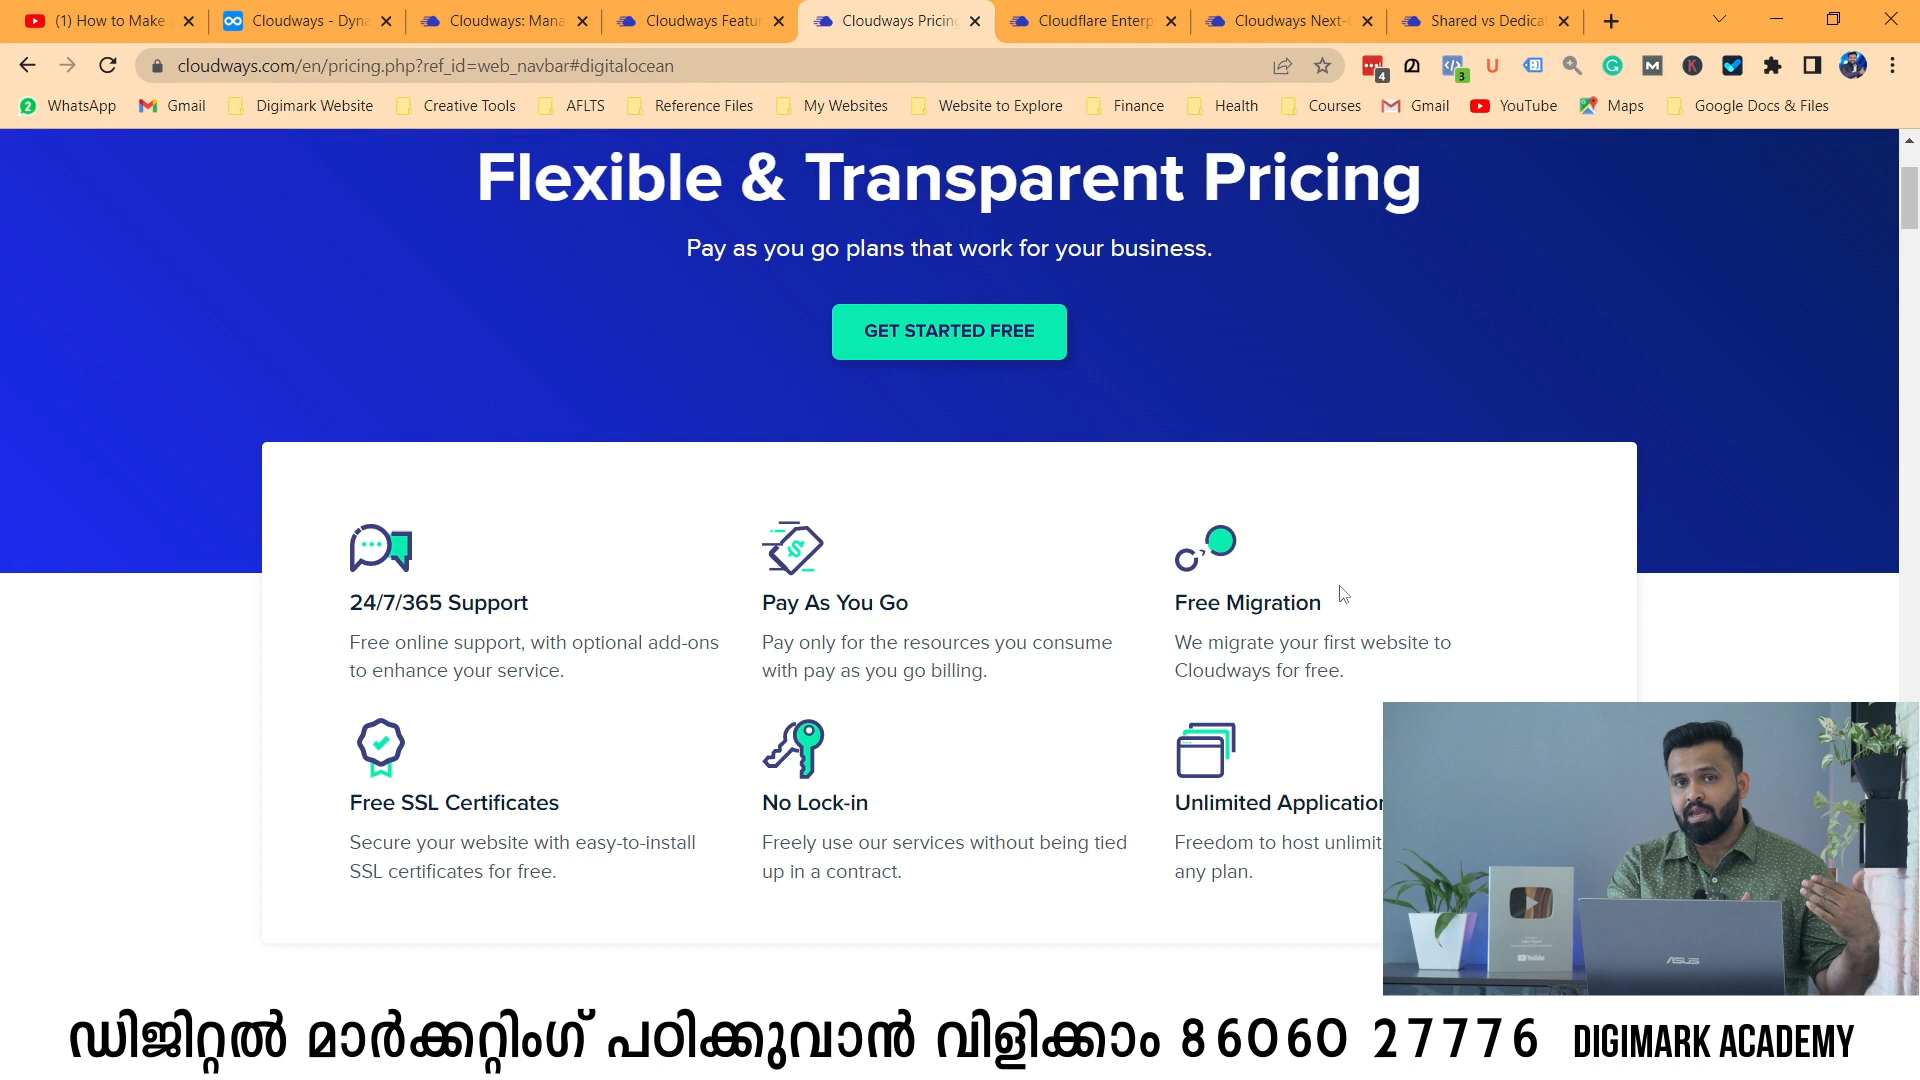 (1) How to Make
Cloudways - Dyna
Cloudways: Mana
Cloudways Featur
Cloudways Pricing
Cloudflare Enterp
Cloudways Next-
Shared vs Dedica
cloudways.com/en/pricing.php?ref_id=web_navbar#digitalocean
WhatsApp
Gmail
Digimark Website
Creative Tools
AFLTS
Reference Files
My Websites
Website to Explore
Finance
Health
Courses
Gmail
YouTube
Maps
Google Docs & Files
Flexible & Transparent Pricing
Pay as you go plans that work for your business.
GET STARTED FREE
24/7/365 Support
Free online support, with optional add-ons
to enhance your service.
Pay As You Go
Pay only for the resources you consume
with pay as you go billing.
Free Migration
We migrate your first website to
Cloudways for free.
Free SSL Certificates
Secure your website with easy-to-install
SSL certificates for free.
No Lock-in
Freely use our services without being tied
up in a contract.
Unlimited Application
Freedom to host unlimit
any plan.
ASUS
YouTube
ഡിജിറ്റൽ മാർക്കറ്റിംഗ് പഠിക്കുവാൻ വിളിക്കാം 86060 27776 DIGIMARK ACADEMY